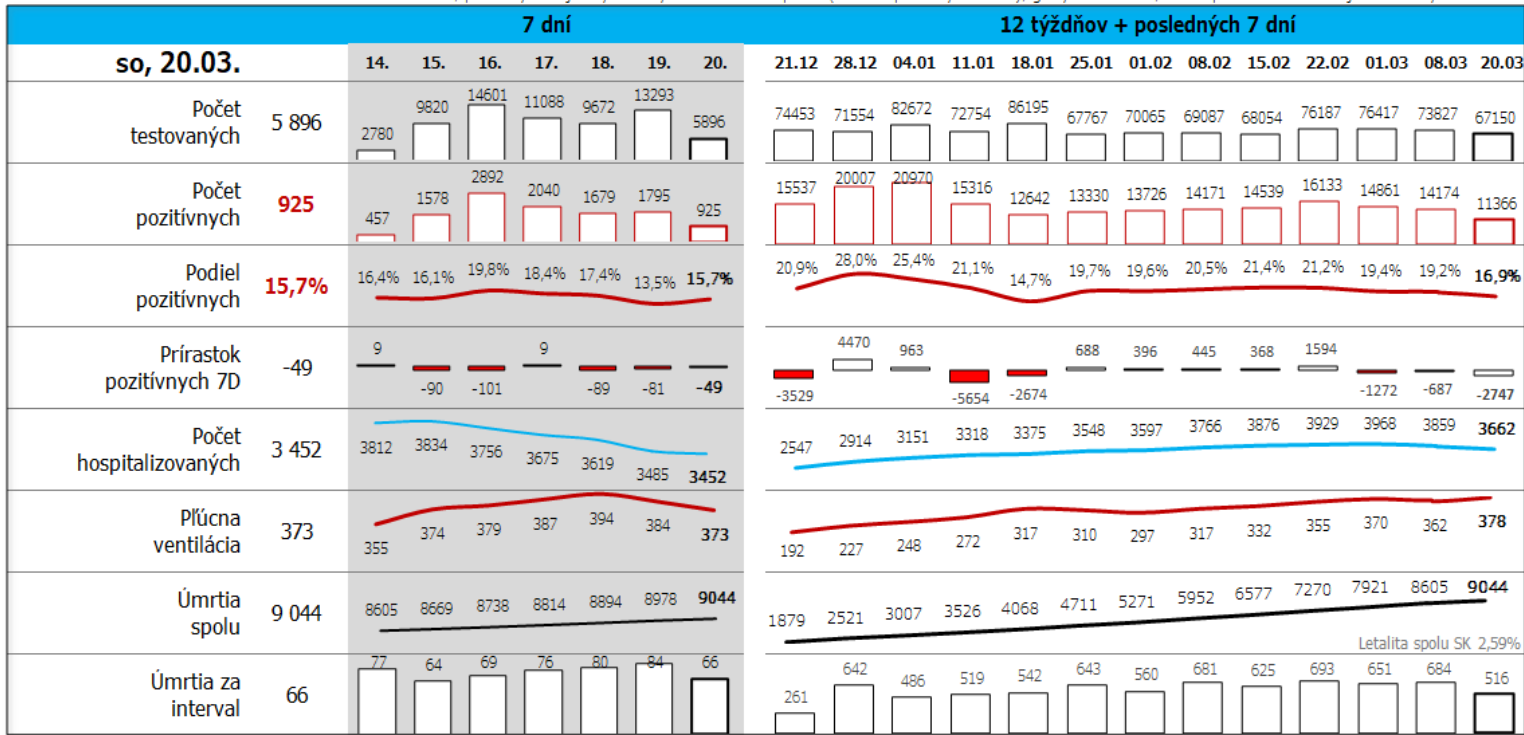 7 dní 12 týždňov + posledných 7 dní
so, 20.03. 14. 15. 16. 17. 18. 19. 20. 21.12 28.12 04.01 11.01 18.01 25.01 01.02 08.02 15.02 22.02 01.03 08.03 20.03
Počet testovaných 5 896 2780 9820 14601 11088 9672 13293 5896 74453 71554 82672 72754 86195 67767 70065 69087 68054 76187 76417 73827 67150
Počet pozitívnych 925 457 1578 2892 2040 1679 1795 925 15537 20007 20970 15316 12642 13330 13726 14171 14539 16133 14861 14174 11366
Podiel pozitívnych 15,7% 16,4% 16,1% 19,8% 18,4% 17,4% 13,5% 15,7% 20,9% 28,0% 25,4% 21,1% 14,7% 19,7% 19,6% 20,5% 21,4% 21,2% 19,4% 19,2% 16,9%
Prírastok pozitívnych 7D -49 9 -90 -101 9 -89 -81 -49 -3529 4470 963 -5654 -2674 688 396 445 368 1594 -1272 -687 -2747
Počet hospitalizovaných 3 452 3812 3834 3756 3675 3619 3485 3452 2547 2914 3151 3318 3375 3548 3597 3766 3876 3929 3968 3859 3662
Pľúcna ventilácia 373 355 374 379 387 394 384 373 192 227 248 272 317 310 297 317 332 355 370 362 378
Úmrtia spolu 9 044 8605 8669 8738 8814 8894 8978 9044 1879 2521 3007 3526 4068 4711 5271 5952 6577 7270 7921 8605 9044
Letalita spolu SK 2,59%
Úmrtia za interval 66 77 64 69 76 80 84 66 261 642 486 519 542 643 560 681 625 693 651 684 516